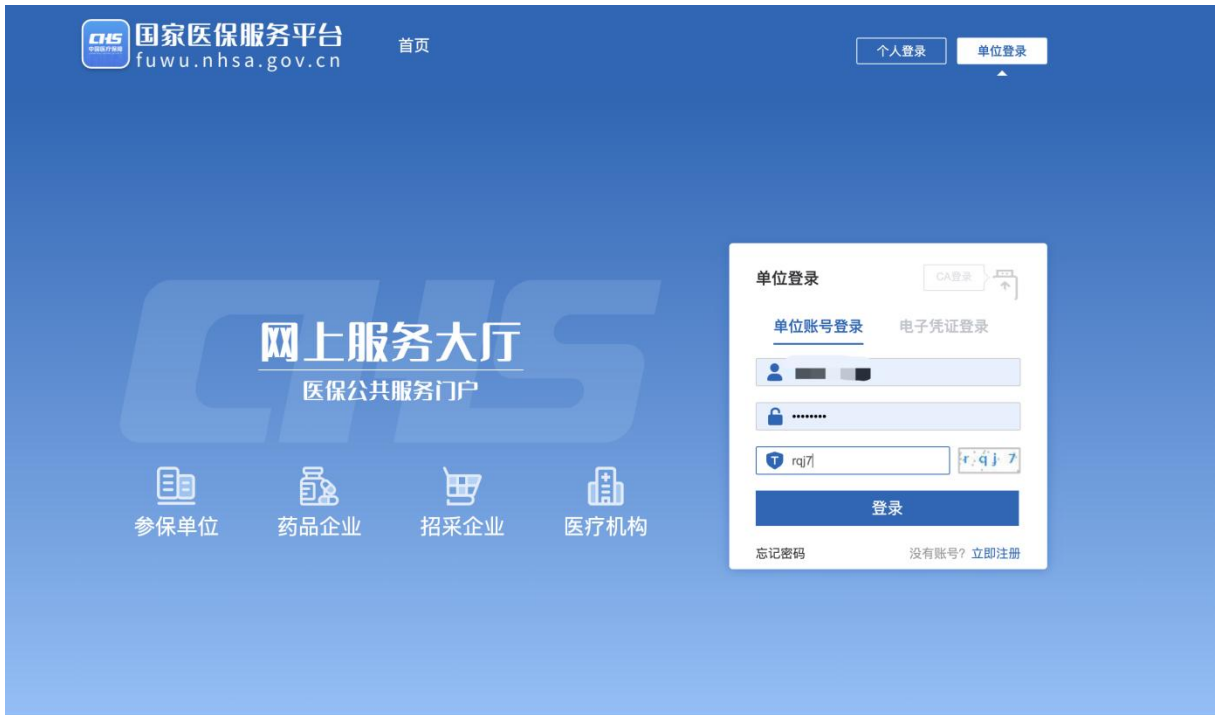 CHS
中国医疗保障
国家医保服务平台
fuwu.nhsa.gov.cn
首页
个人登录
单位登录
CHS
网上服务大厅
医保公共服务门户
参保单位
药品企业
招采企业
医疗机构
单位登录
CA登录
单位账号登录
电子凭证登录
••••••••
rqj7
rqj7
登录
忘记密码
没有账号? 立即注册